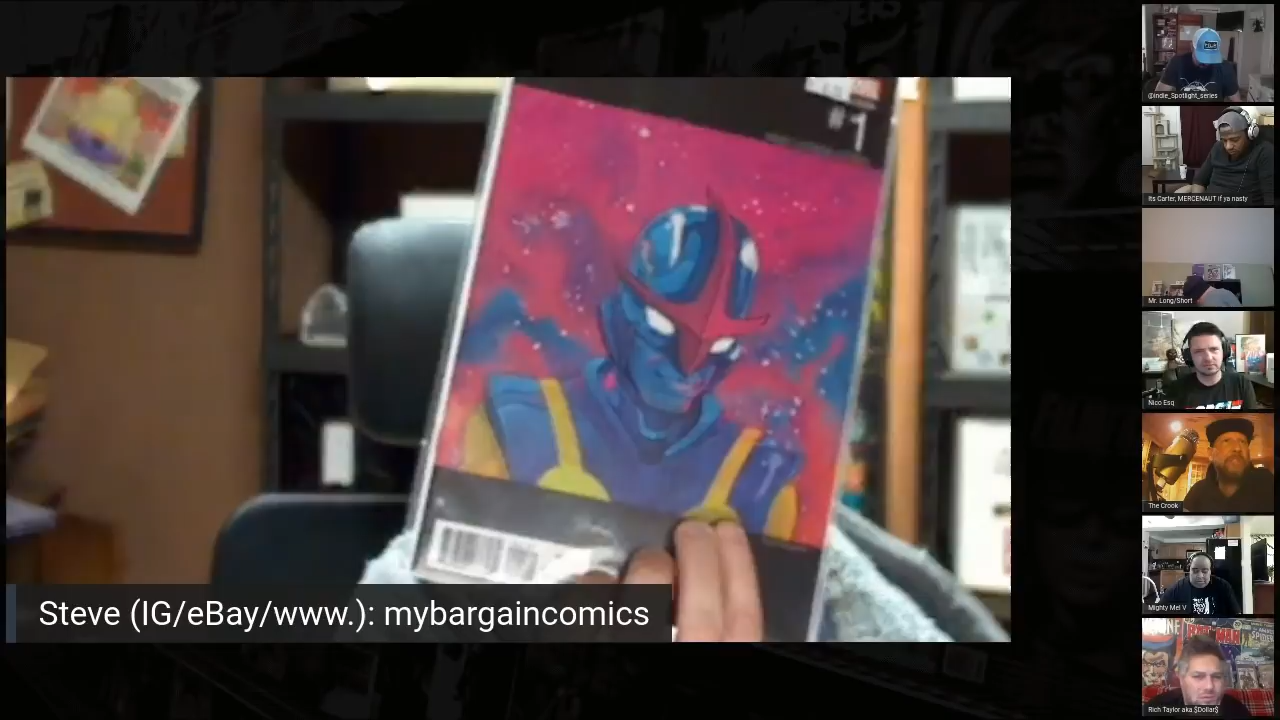 #1
Steve (IG/eBay/www.): mybargaincomics
@Indie_Spotlight_series
Its Carter, MERCENAUT if ya nasty
Mr. Long/Short
Nico Esq
The Crook
Mighty Mel V
Rich Taylor aka $Dollar$